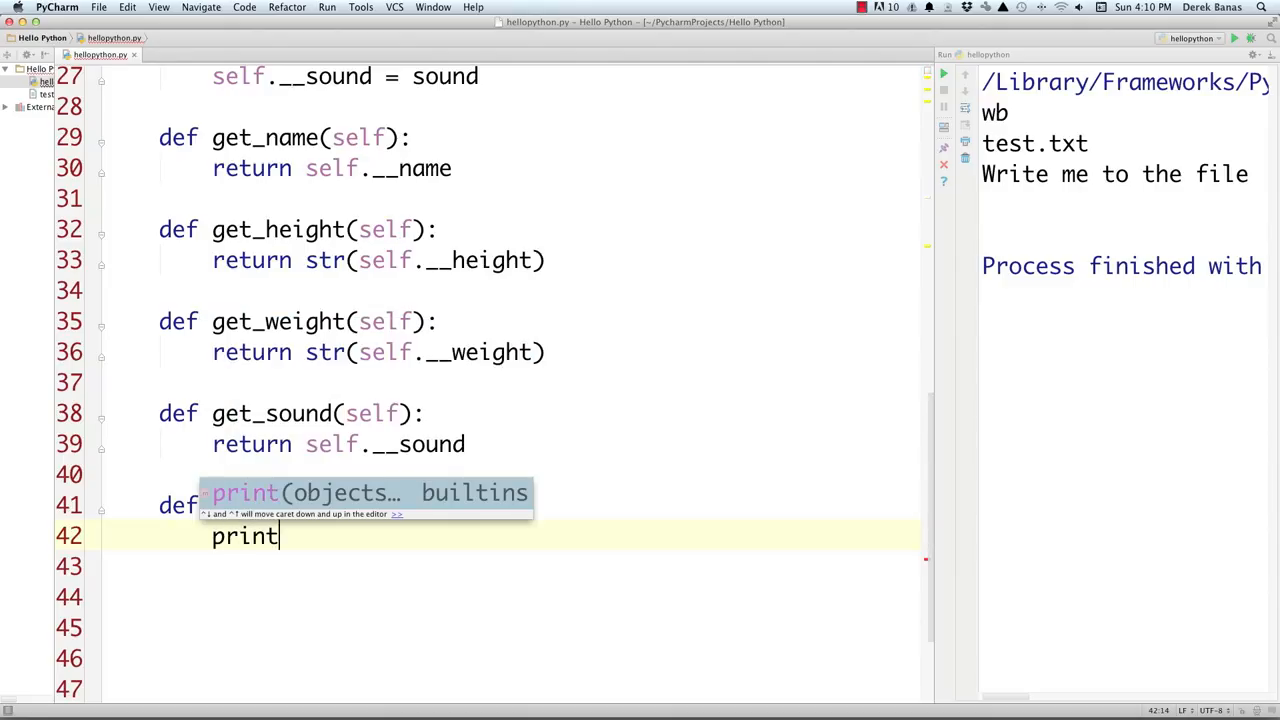 PyCharm File Edit View Navigate Code Refactor Run Tools VCS Window Help 10 Sun 4:10 PM Derek Banas
hellopython.py - Hello Python - [~/PycharmProjects/Hello Python]
Hello Python hellopython.py hellopython
hellopython.py Run hellopython
Hello P
hell
test
Externa
27 self.__sound = sound
28
29 def get_name(self):
30 return self.__name
31
32 def get_height(self):
33 return str(self.__height)
34
35 def get_weight(self):
36 return str(self.__weight)
37
38 def get_sound(self):
39 return self.__sound
40
print(objects… builtins
^↓ and ^↑ will move caret down and up in the editor >>
41 def
42 print
43
44
45
46
47
/Library/Frameworks/Py
wb
test.txt
Write me to the file
Process finished with
42:14 LF UTF-8